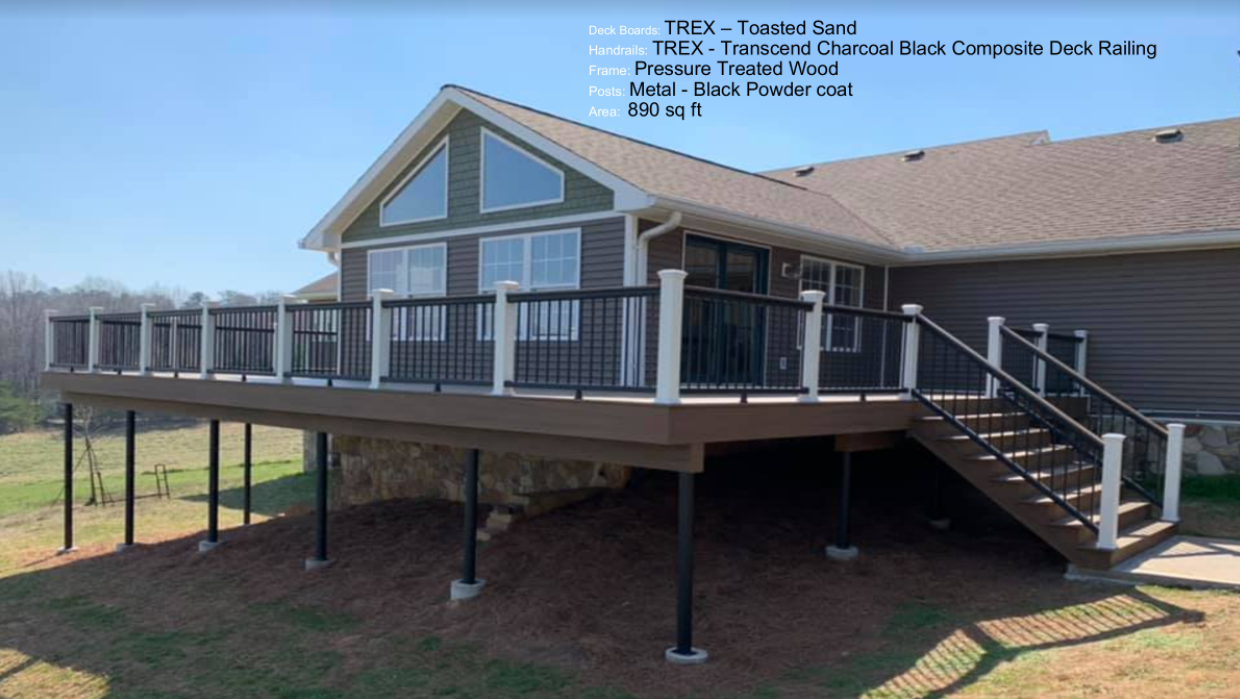 Deck Boards: TREX – Toasted Sand
Handrails: TREX - Transcend Charcoal Black Composite Deck Railing
Frame: Pressure Treated Wood
Posts: Metal - Black Powder coat
Area: 890 sq ft